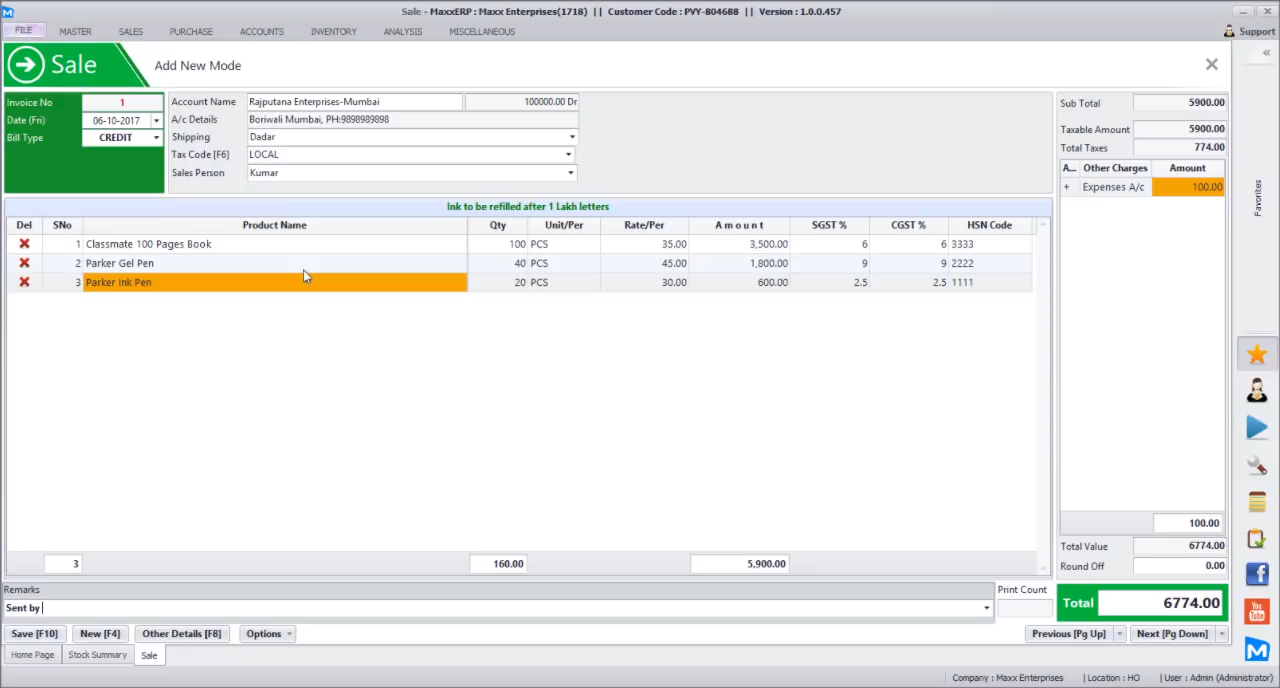 Sale - MaxxERP : Maxx Enterprises(1718) || Customer Code : PVY-804688 || Version : 1.0.0.457
FILE MASTER SALES PURCHASE ACCOUNTS INVENTORY ANALYSIS MISCELLANEOUS Support
Sale Add New Mode
Invoice No 1
Date (Fri) 06-10-2017
Bill Type CREDIT
Account Name Rajputana Enterprises-Mumbai 100000.00 Dr
A/c Details Boriwali Mumbai, PH:9898989898
Shipping Dadar
Tax Code [F6] LOCAL
Sales Person Kumar
Sub Total 5900.00
Taxable Amount 5900.00
Total Taxes 774.00
A... Other Charges Amount
+ Expenses A/c 100.00
Favorites
Ink to be refilled after 1 Lakh letters
Del SNo Product Name Qty Unit/Per Rate/Per A m o u n t SGST % CGST % HSN Code
1 Classmate 100 Pages Book 100 PCS 35.00 3,500.00 6 6 3333
2 Parker Gel Pen 40 PCS 45.00 1,800.00 9 9 2222
3 Parker Ink Pen 20 PCS 30.00 600.00 2.5 2.5 1111
3 160.00 5,900.00
100.00
Total Value 6774.00
Round Off 0.00
Remarks
Sent by
Print Count
Total 6774.00
Save [F10] New [F4] Other Details [F8] Options Previous [Pg Up] Next [Pg Down]
Home Page Stock Summary Sale
You Tube
Company : Maxx Enterprises | Location : HO | User : Admin (Administrator)